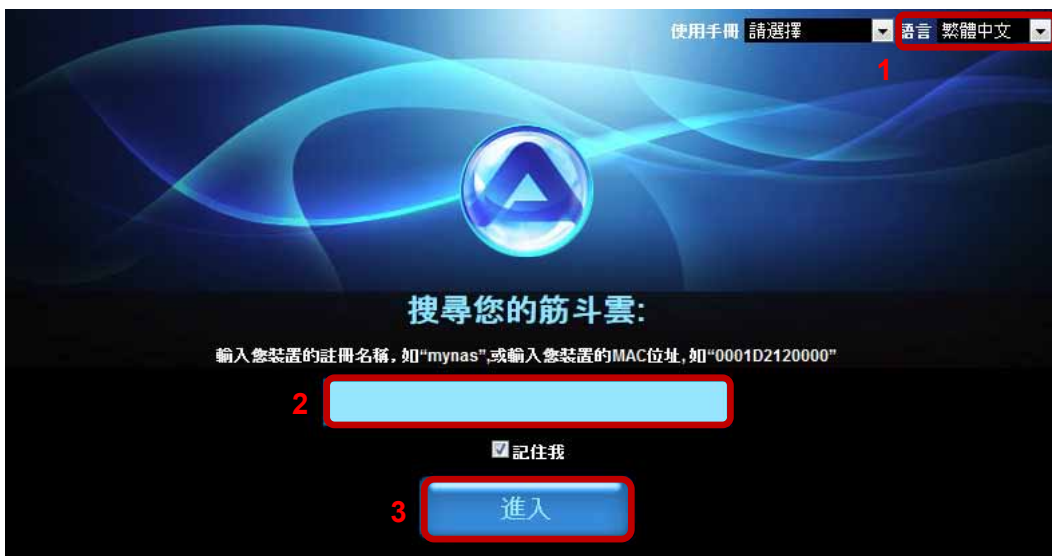 使用手冊 請選擇 語言 繁體中文
1
搜尋您的筋斗雲:
輸入您裝置的註冊名稱, 如“mynas”,或輸入您裝置的MAC位址, 如“0001D2120000”
2
記住我
3 進入